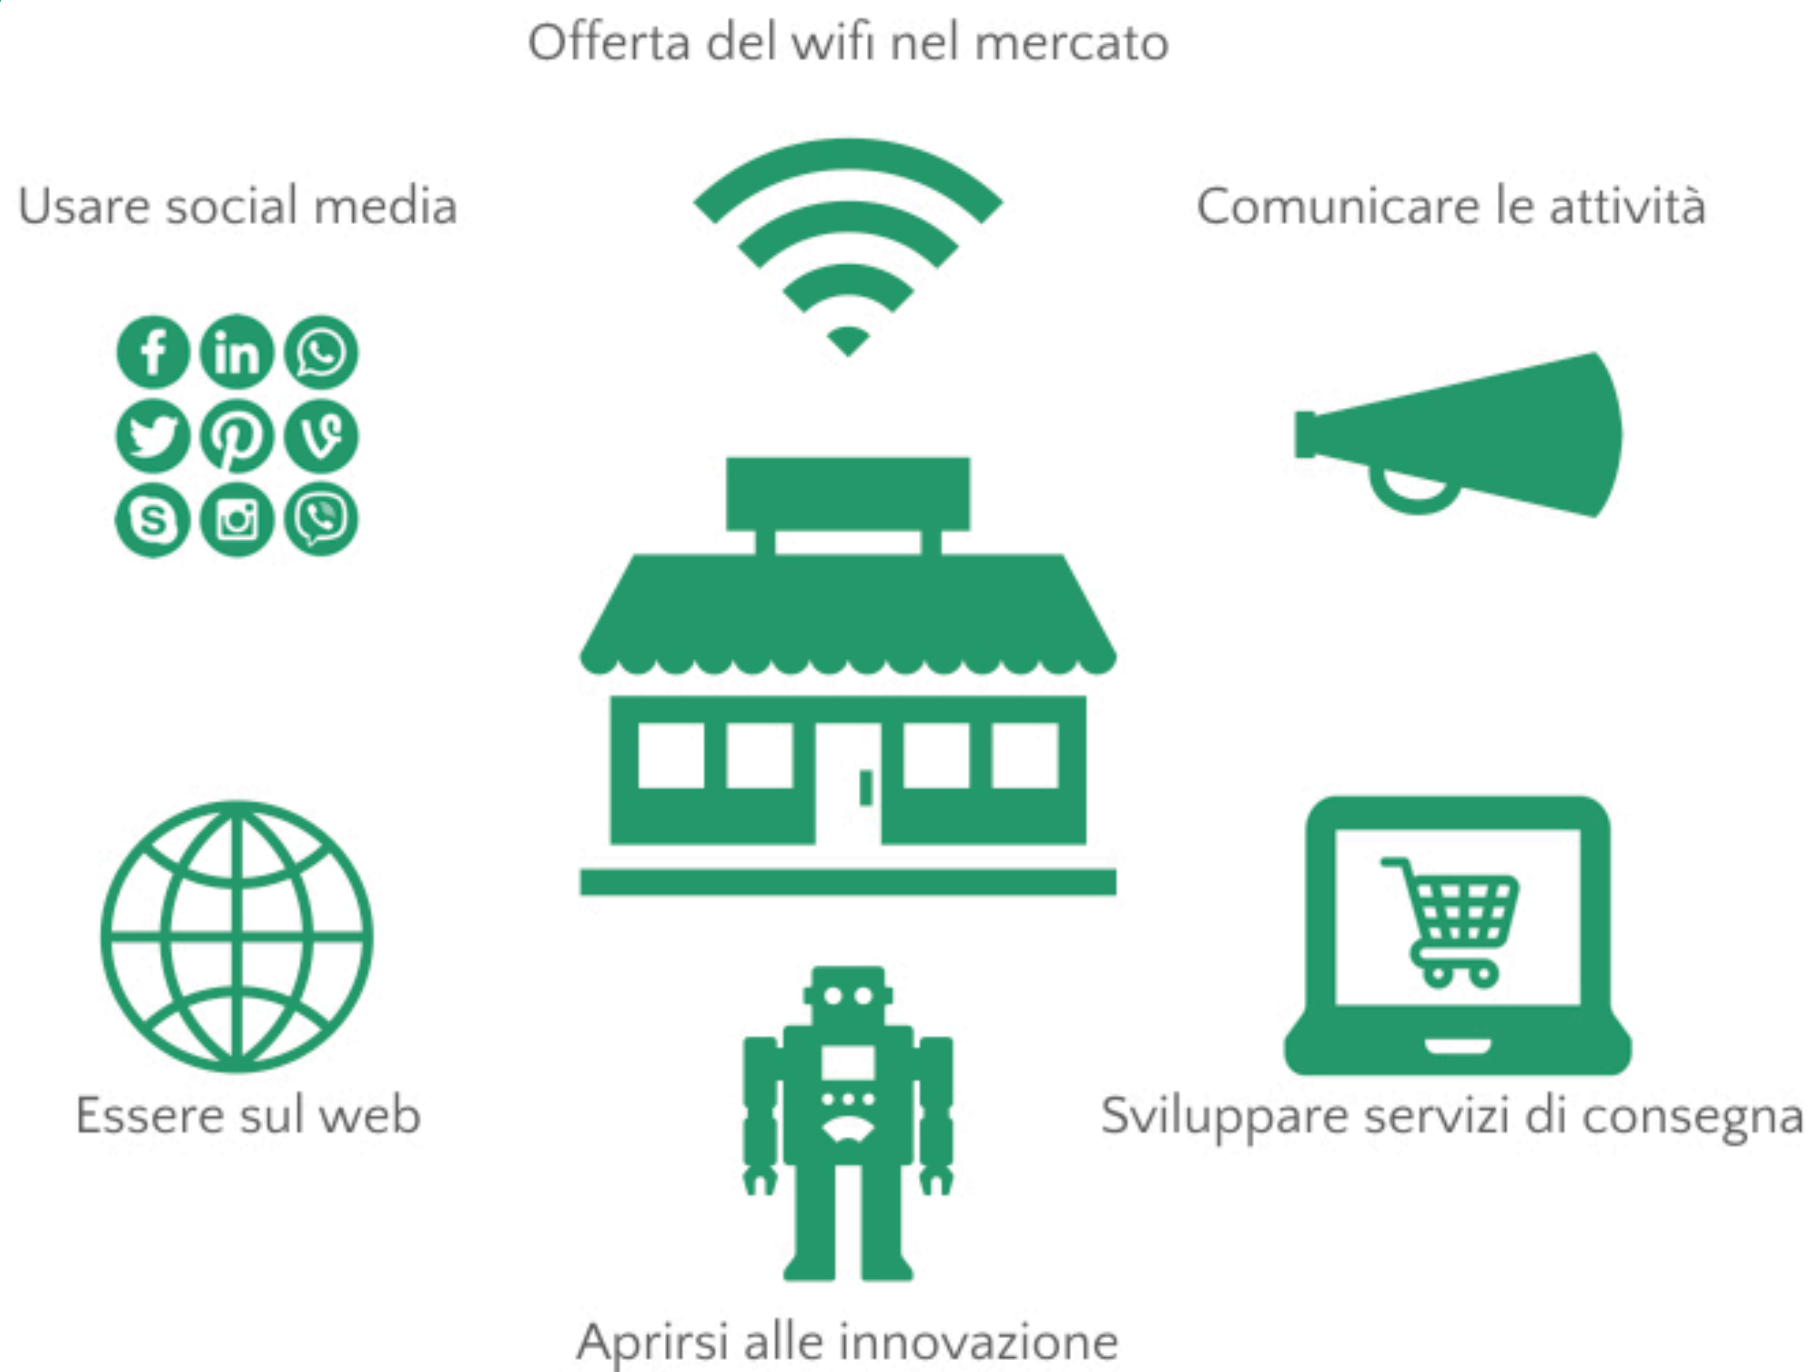 Offerta del wifi nel mercato
Usare social media
Comunicare le attività
Essere sul web
Sviluppare servizi di consegna
Aprirsi alle innovazione